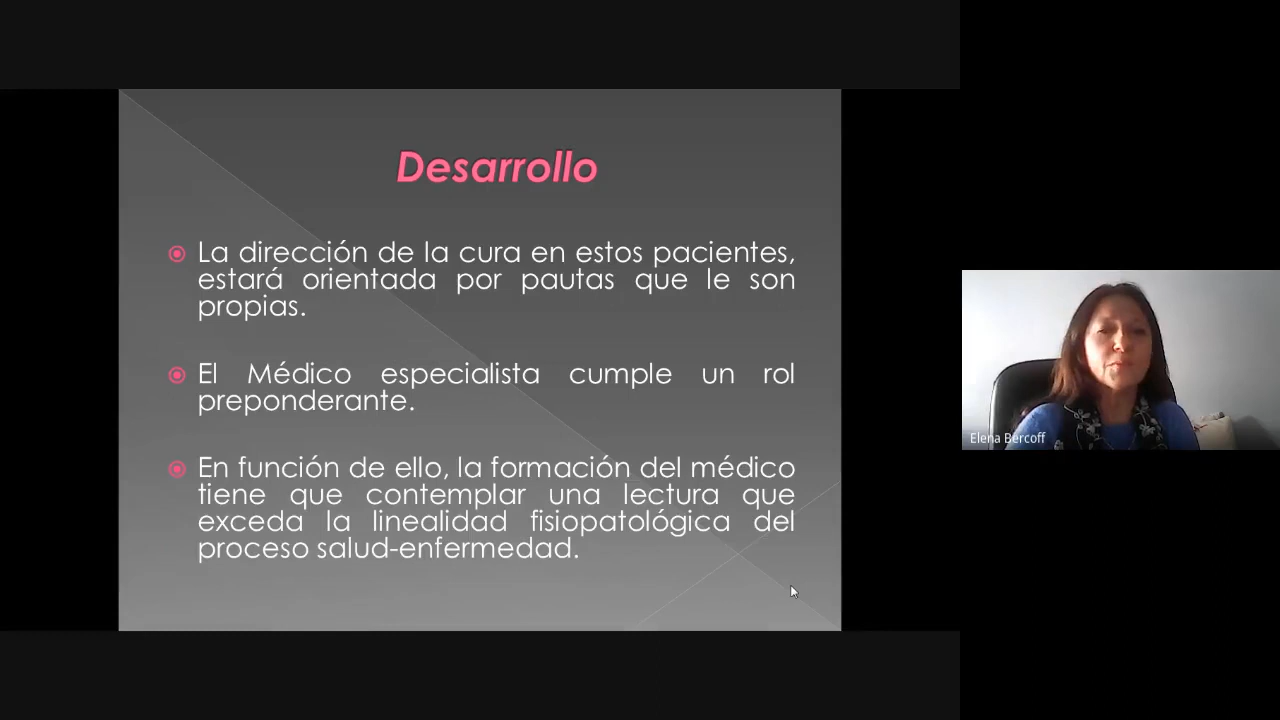 Desarrollo
La dirección de la cura en estos pacientes,
estará orientada por pautas que le son
propias.
El Médico especialista cumple un rol
preponderante.
En función de ello, la formación del médico
tiene que contemplar una lectura que
exceda la linealidad fisiopatológica del
proceso salud-enfermedad.
Elena Bercoff